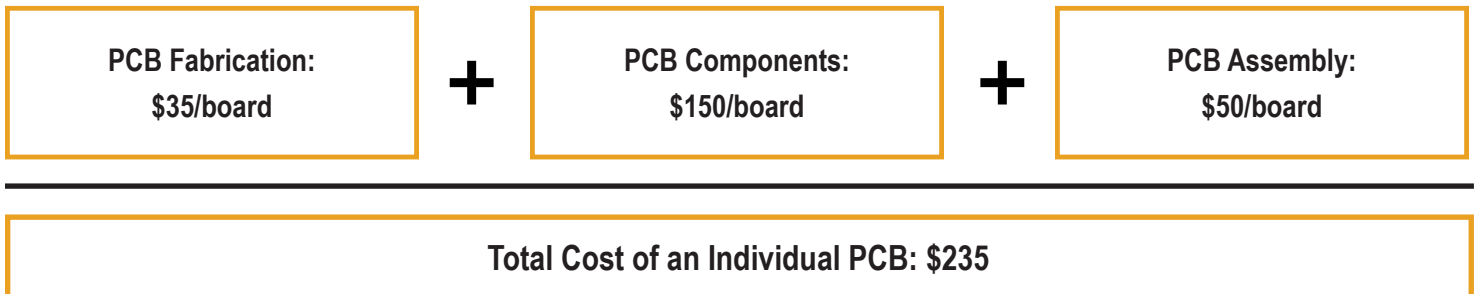 PCB Fabrication:
$35/board
+
PCB Components:
$150/board
+
PCB Assembly:
$50/board
Total Cost of an Individual PCB: $235